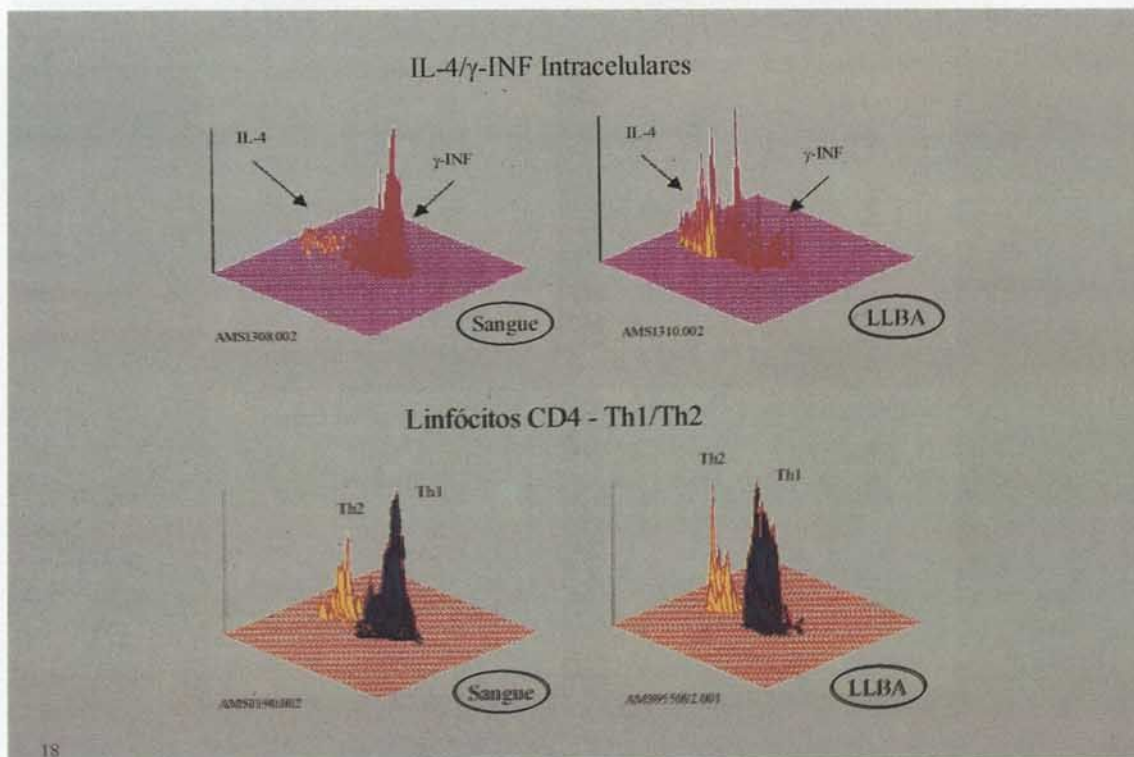 IL-4/γ-INF Intracelulares
IL-4
γ-INF
IL-4
γ-INF
Sangue
LLBA
AMS1308.002
AMS1310.002
Linfócitos CD4 - Th1/Th2
Th2
Th1
Th2
Th1
Sangue
LLBA
18